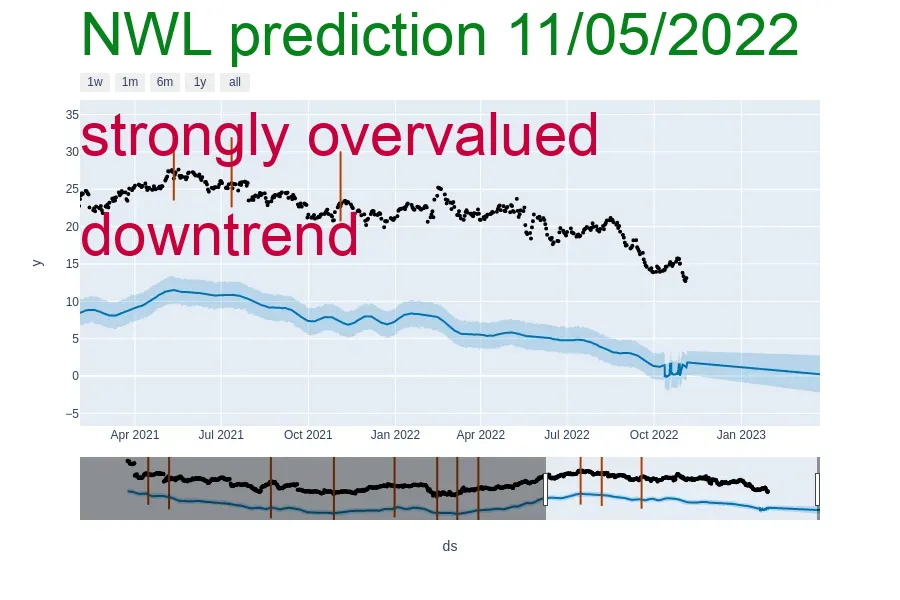 NWL prediction 11/05/2022
1w 1m 6m 1y all
35
strongly overvalued
30
25
downtrend
20
y
15
10
5
0
−5
Apr 2021 Jul 2021 Oct 2021 Jan 2022 Apr 2022 Jul 2022 Oct 2022 Jan 2023
ds